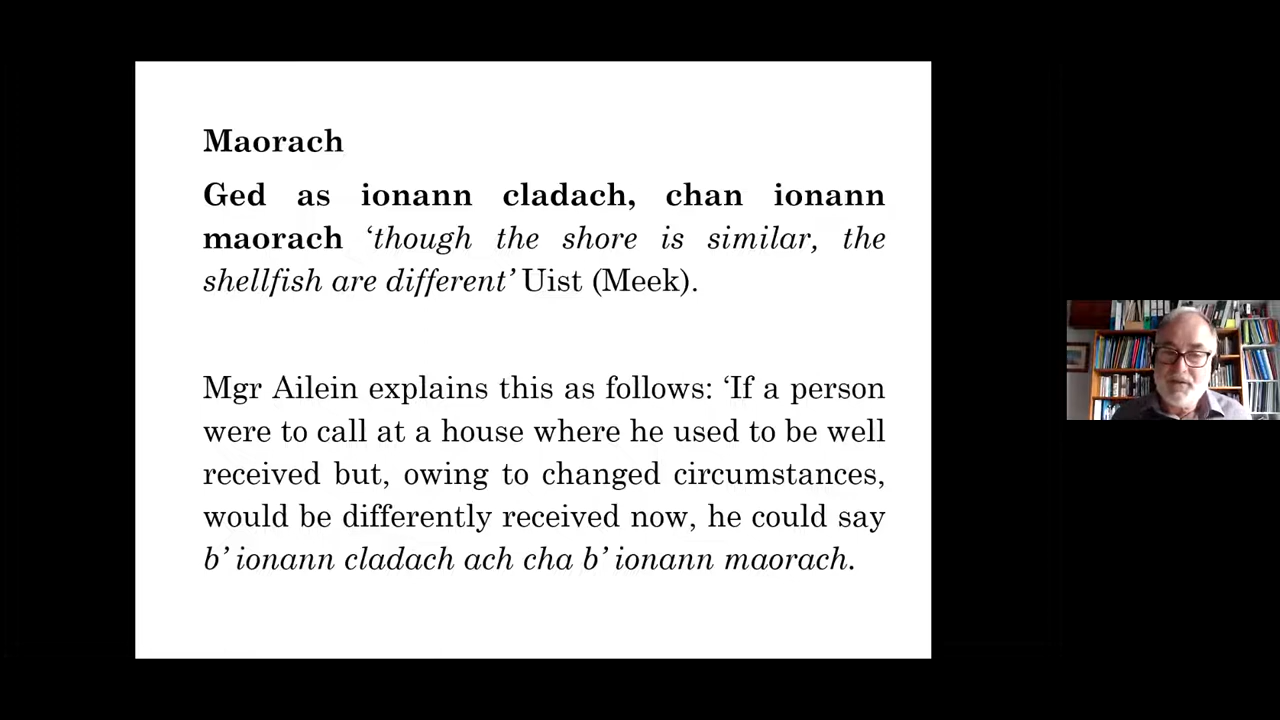 Maorach
Ged as ionann cladach, chan ionann
maorach ‘though the shore is similar, the
shellfish are different’ Uist (Meek).
Mgr Ailein explains this as follows: ‘If a person
were to call at a house where he used to be well
received but, owing to changed circumstances,
would be differently received now, he could say
b’ ionann cladach ach cha b’ ionann maorach.